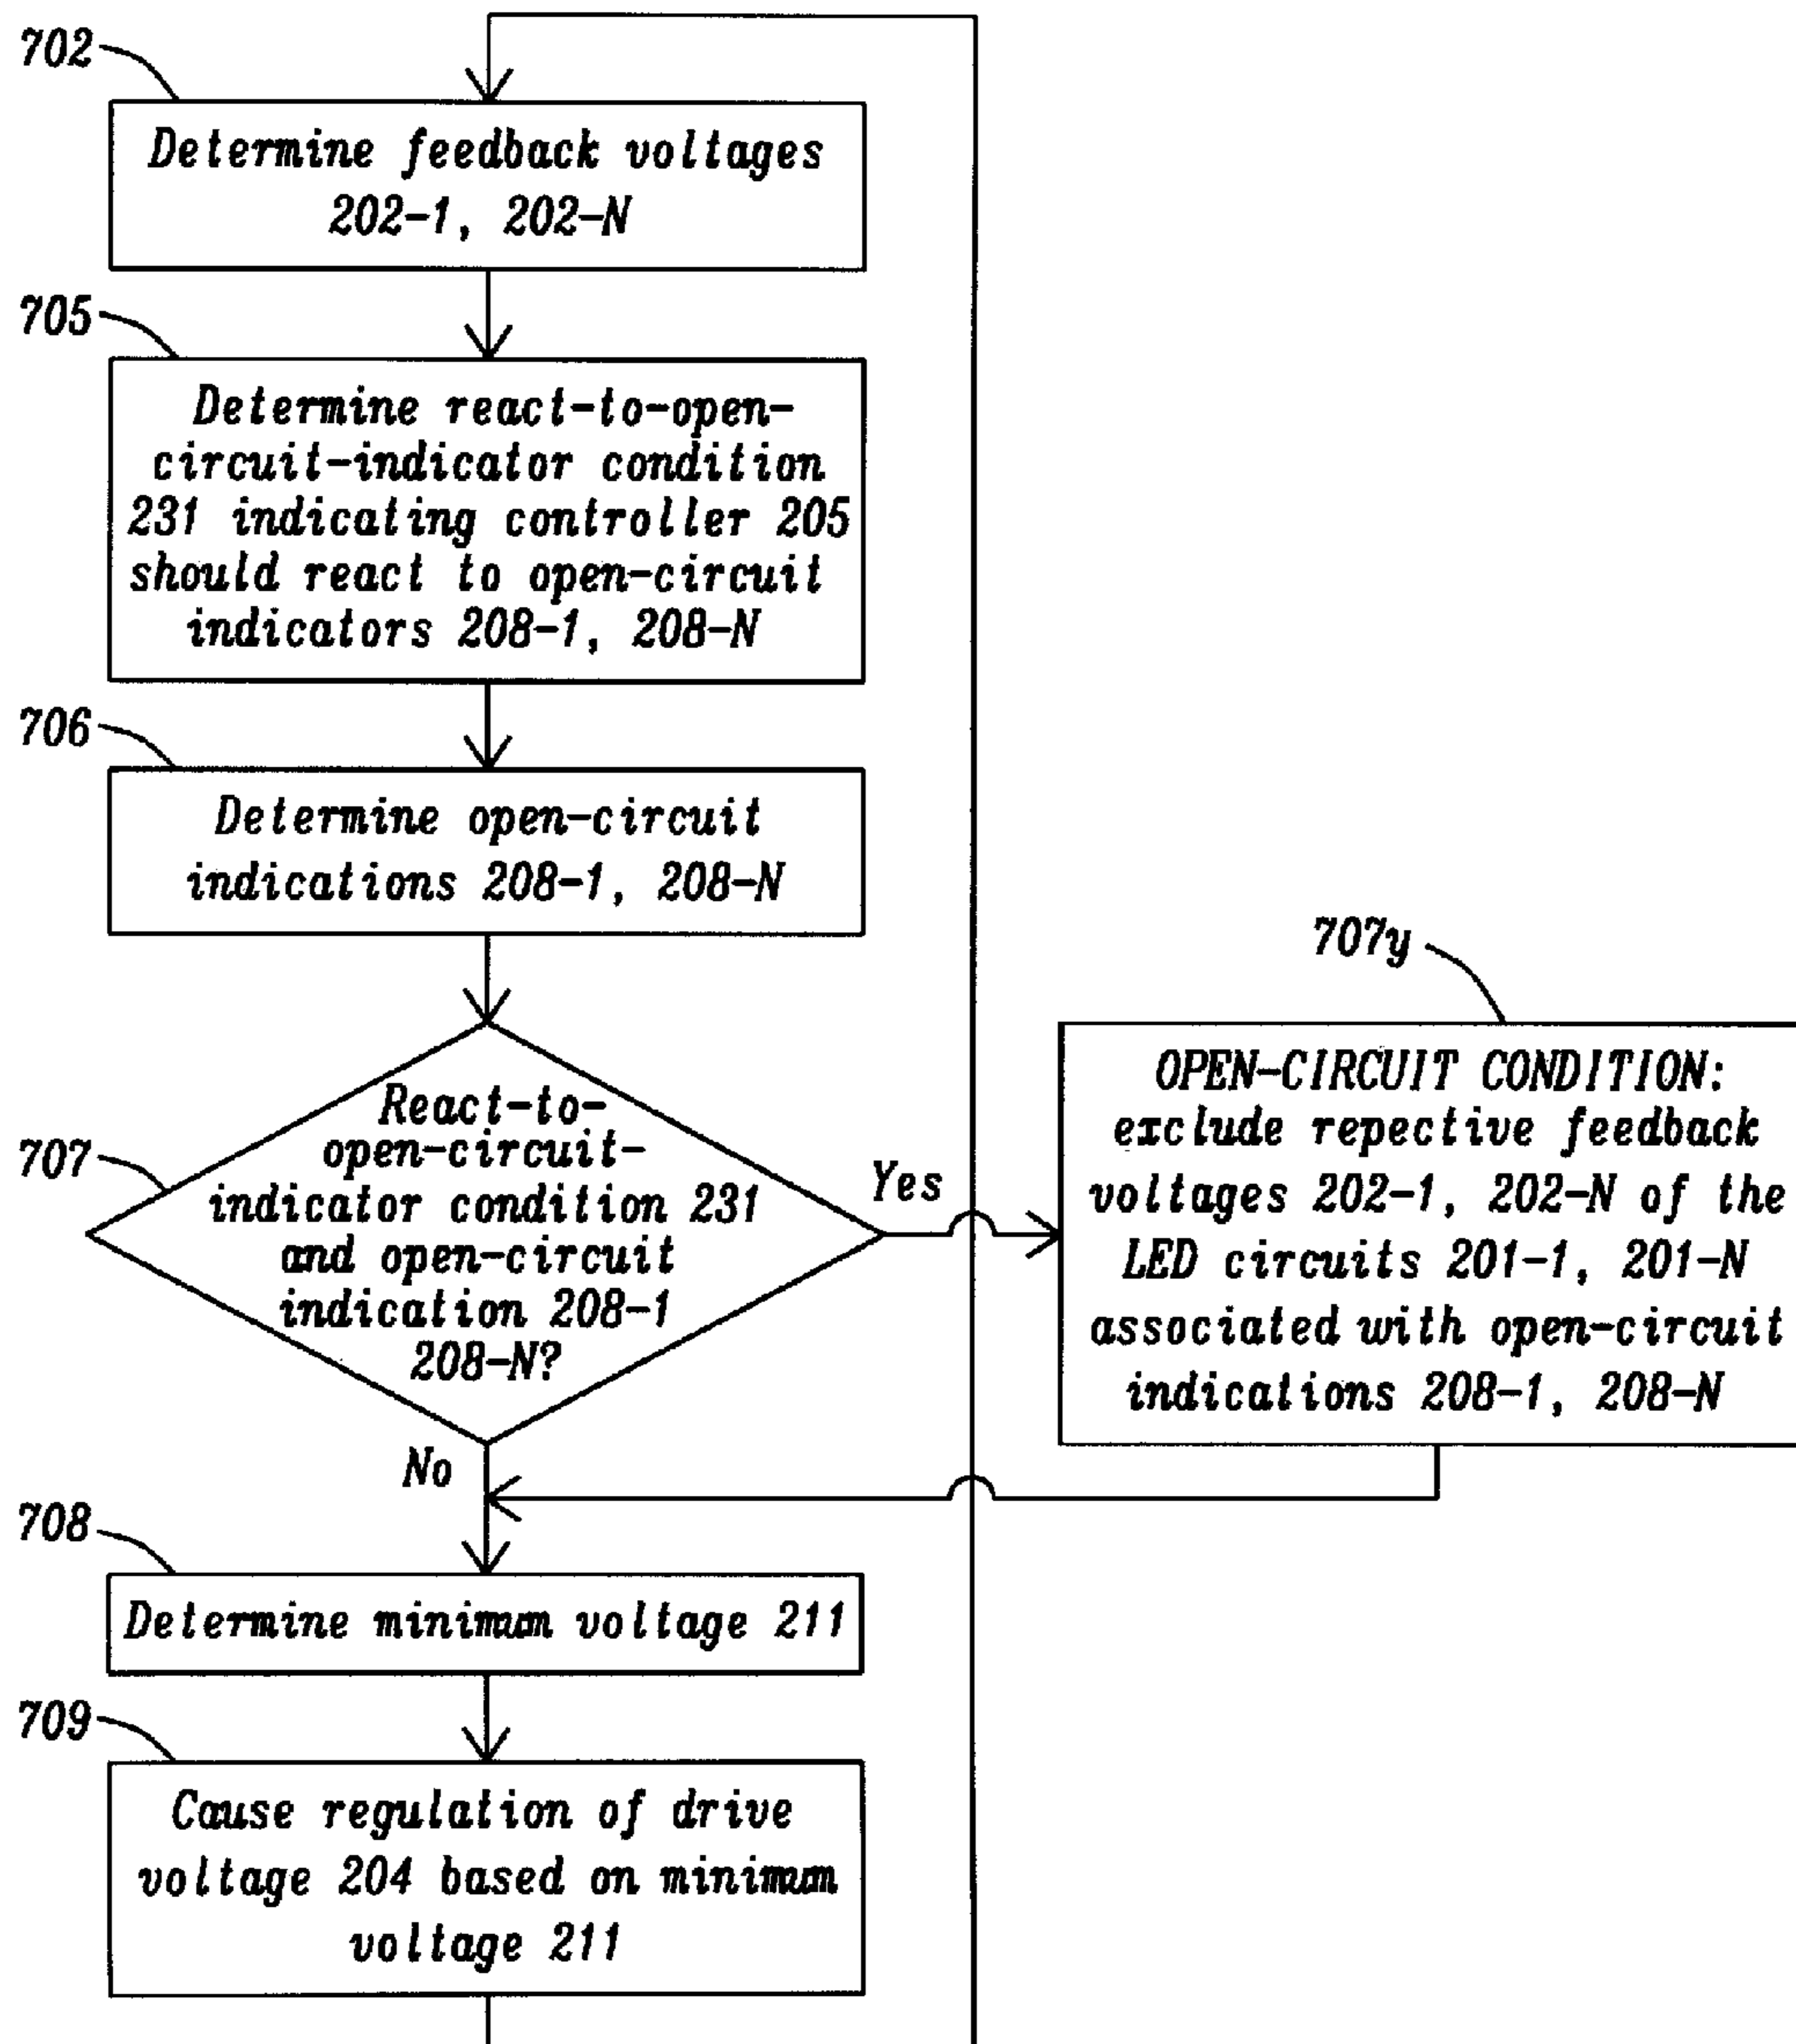 702
Determine feedback voltages
202-1, 202-N
705
Determine react-to-open-
circuit-indicator condition
231 indicating controller 205
should react to open-circuit
indicators 208-1, 208-N
706
Determine open-circuit
indications 208-1, 208-N
707
React-to-
open-circuit-
indicator condition 231
and open-circuit
indication 208-1
208-N?
Yes
No
707y
OPEN-CIRCUIT CONDITION:
exclude repective feedback
voltages 202-1, 202-N of the
LED circuits 201-1, 201-N
associated with open-circuit
indications 208-1, 208-N
708
Determine minimum voltage 211
709
Cause regulation of drive
voltage 204 based on minimum
voltage 211